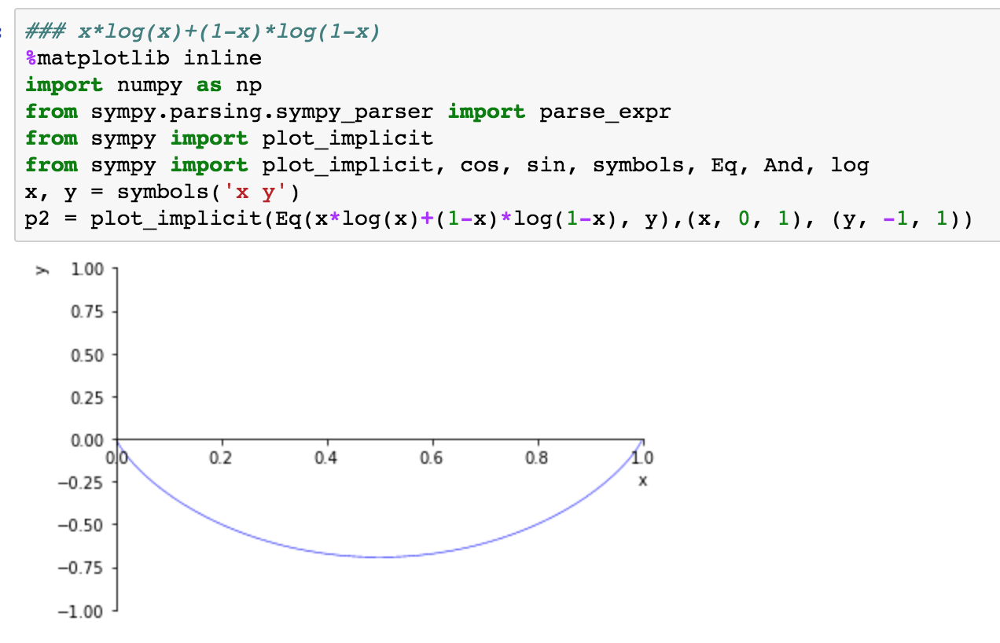 ### x*log(x)+(1-x)*log(1-x)
%matplotlib inline
import numpy as np
from sympy.parsing.sympy_parser import parse_expr
from sympy import plot_implicit
from sympy import plot_implicit, cos, sin, symbols, Eq, And, log
x, y = symbols('x y')
p2 = plot_implicit(Eq(x*log(x)+(1-x)*log(1-x), y),(x, 0, 1), (y, -1, 1))
y 1.00
0.75
0.50
0.25
0.00
0.0 0.2 0.4 0.6 0.8 1.0
x
−0.25
−0.50
−0.75
−1.00